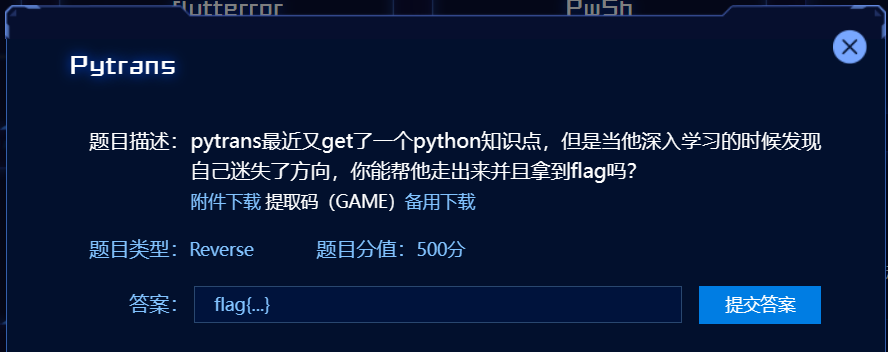 flutterror PwSh
Pytrans
题目描述：pytrans最近又get了一个python知识点，但是当他深入学习的时候发现
自己迷失了方向，你能帮他走出来并且拿到flag吗？
附件下载 提取码（GAME）备用下载
题目类型：Reverse 题目分值：500分
答案： flag{...} 提交答案